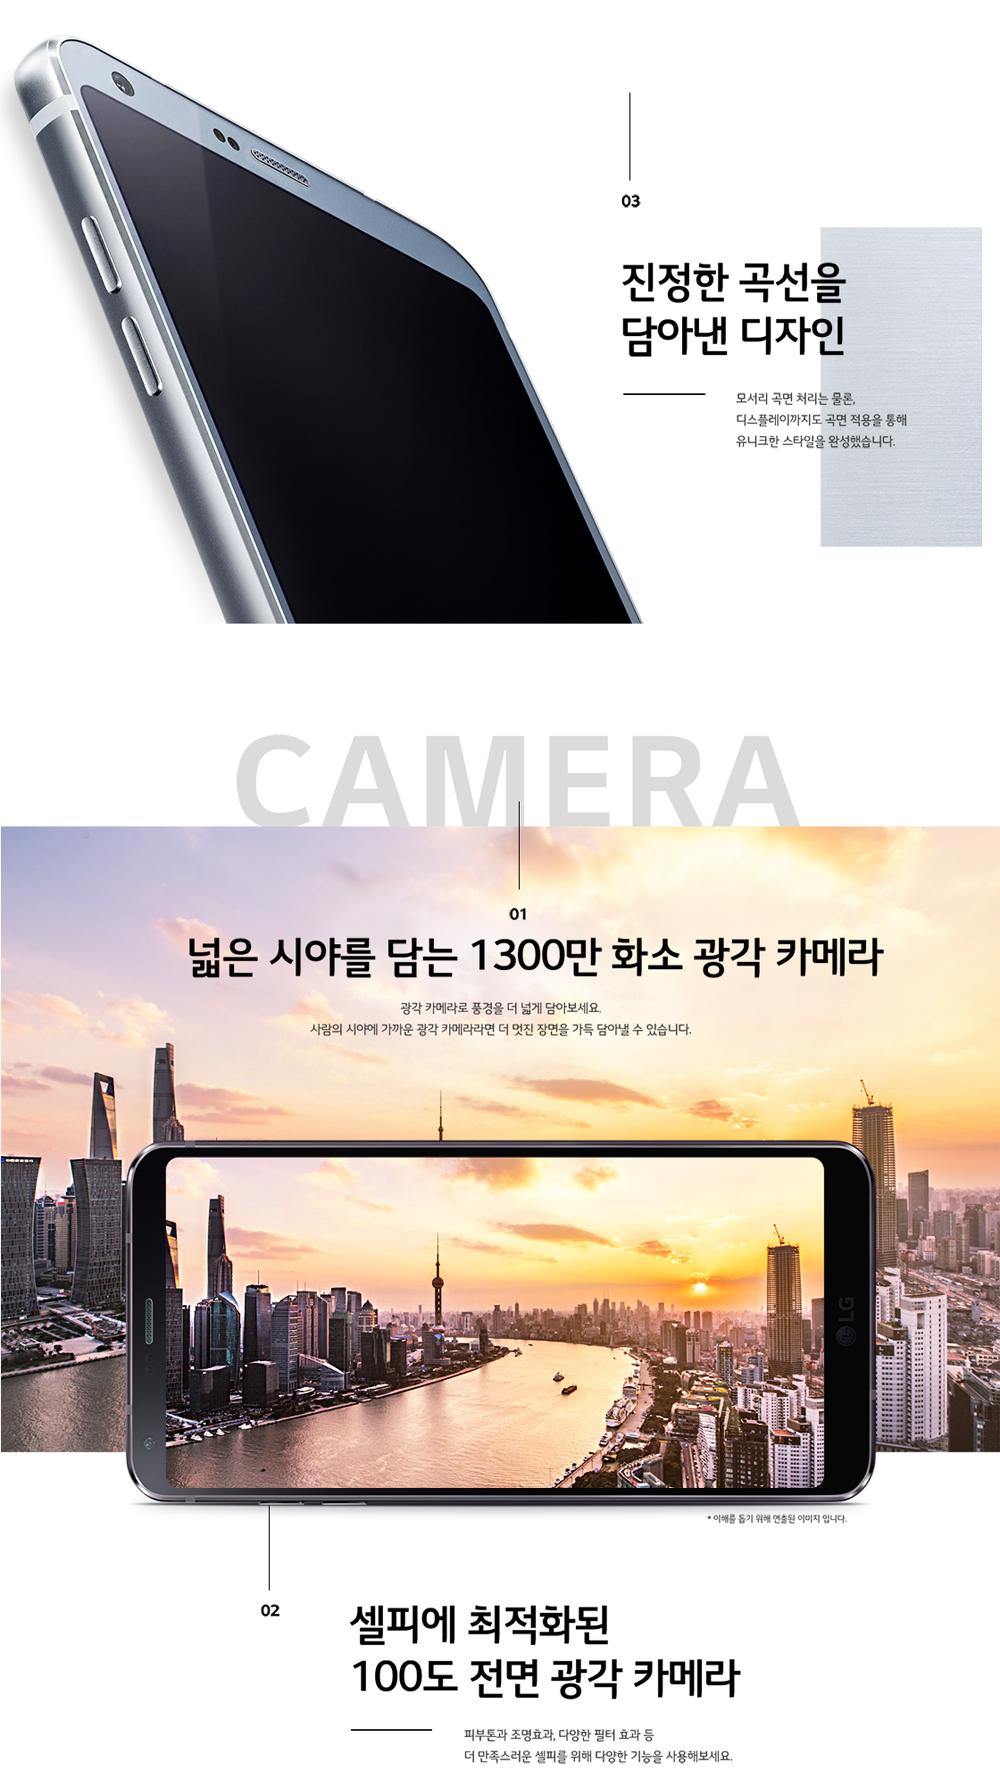 03
진정한 곡선을
담아낸 디자인
모서리 곡면 처리는 물론,
디스플레이까지도 곡면 적용을 통해
유니크한 스타일을 완성했습니다.
CAMERA
01
넓은 시야를 담는 1300만 화소 광각 카메라
광각 카메라로 풍경을 더 넓게 담아보세요.
사람의 시야에 가까운 광각 카메라라면 더 멋진 장면을 가득 담아낼 수 있습니다.
LG
* 이해를 돕기 위해 연출된 이미지 입니다.
02
셀피에 최적화된
100도 전면 광각 카메라
피부톤과 조명효과, 다양한 필터 효과 등
더 만족스러운 셀피를 위해 다양한 기능을 사용해보세요.